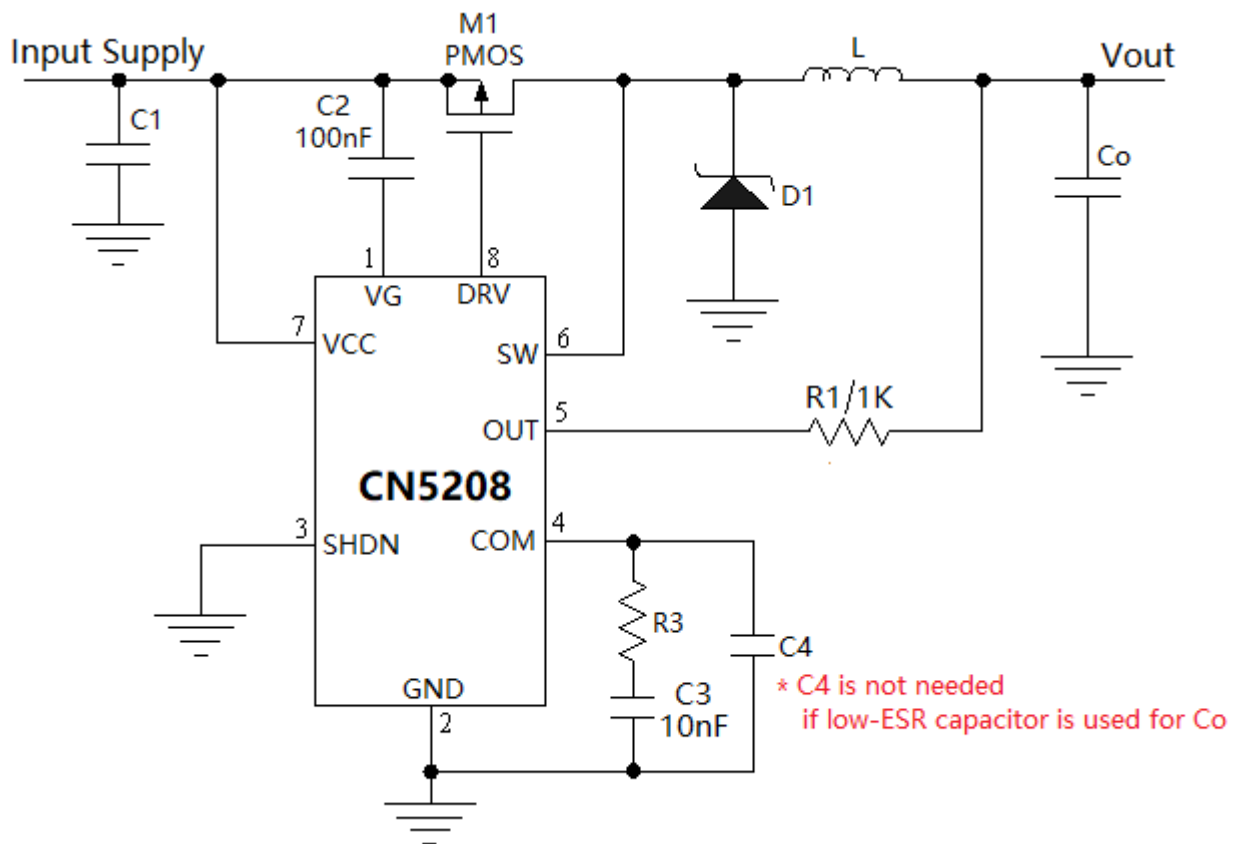 M1
PMOS
Input Supply
L
Vout
C1
C2
100nF
Co
D1
1
8
VG
DRV
7
VCC
6
SW
R1/1K
5
OUT
CN5208
4
3
SHDN
COM
R3
C4
* C4 is not needed
if low-ESR capacitor is used for Co
GND
C3
10nF
2